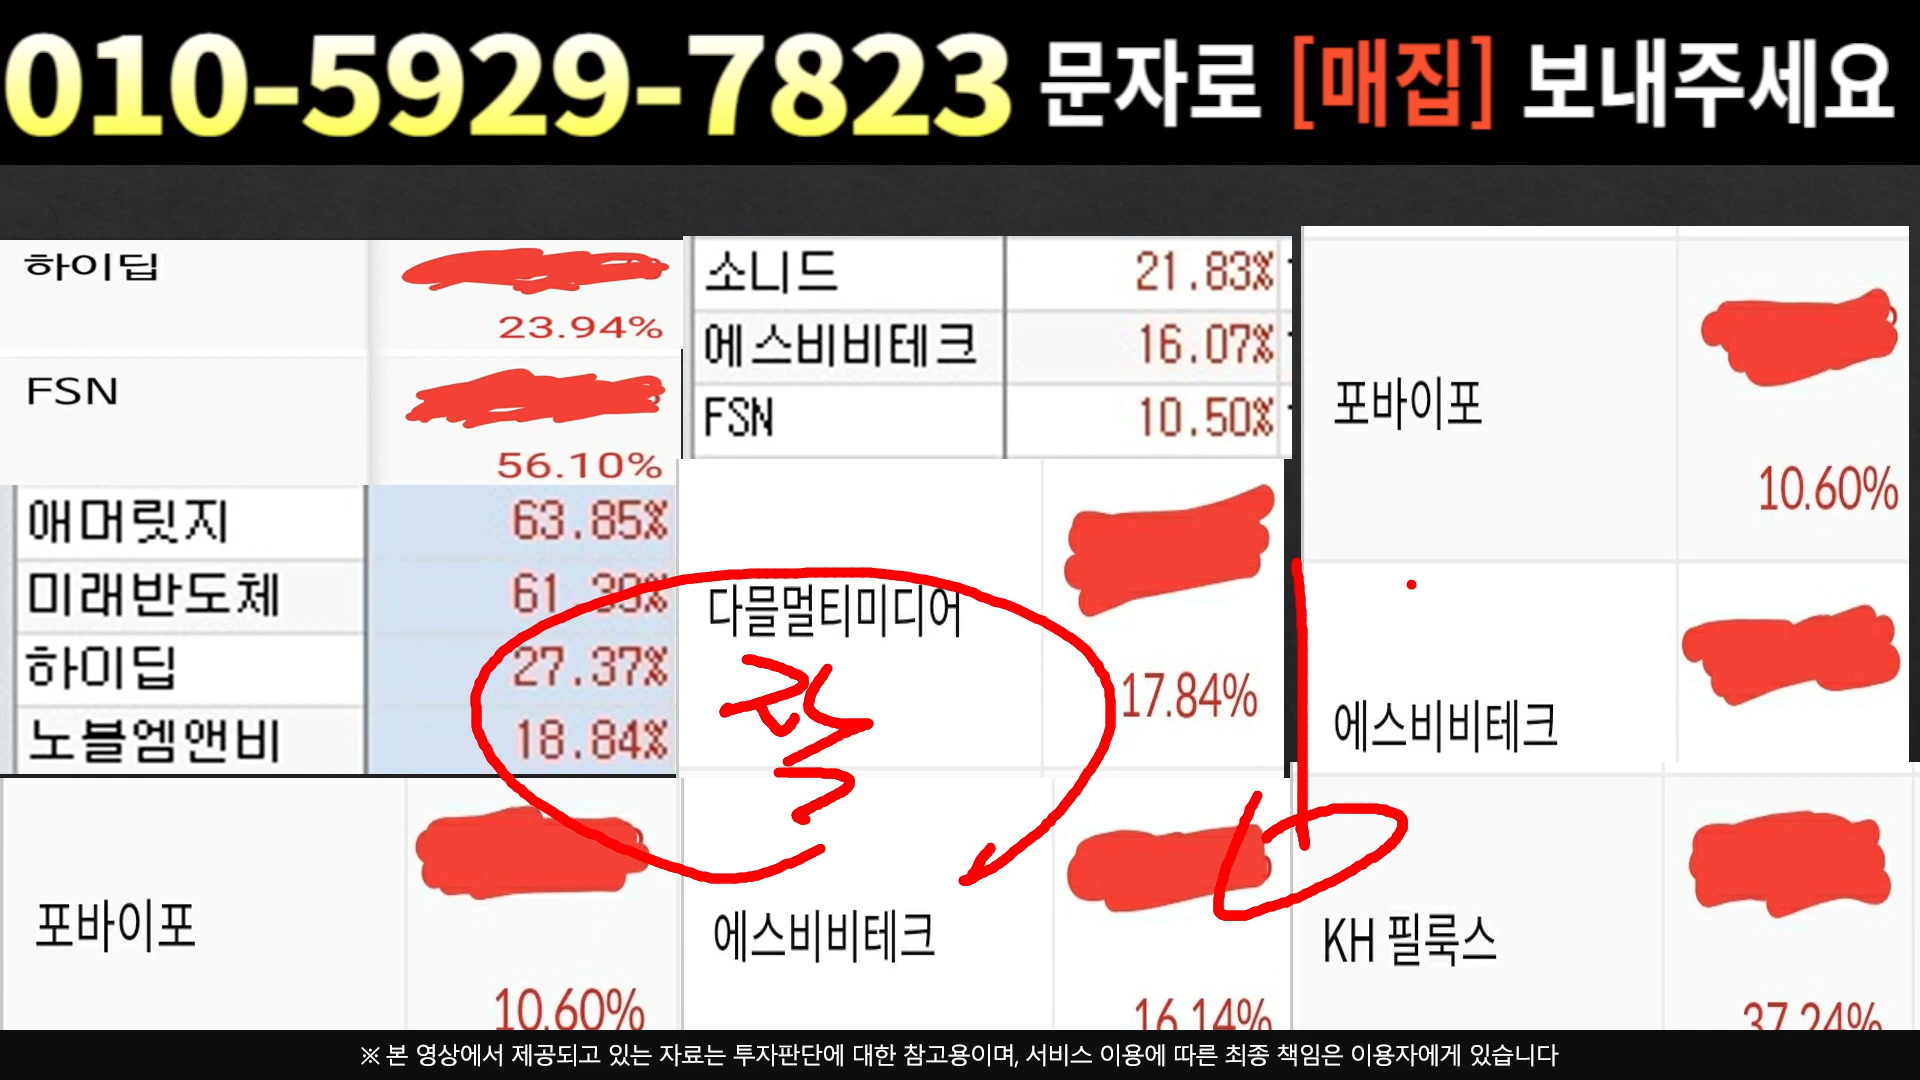 010-5929-7823 문자로 [매집] 보내주세요
하이딥
23.94%
FSN
56.10%
애머릿지 63.85%
미래반도체 61.39%
하이딥 27.37%
노블엠앤비 18.84%
소니드 21.83%
에스비비테크 16.07%
FSN 10.50%
다믈멀티미디어
17.84%
포바이포
10.60%
에스비비테크
포바이포
10.60%
에스비비테크
16.14%
KH 필룩스
37.24%
※ 본 영상에서 제공되고 있는 자료는 투자판단에 대한 참고용이며, 서비스 이용에 따른 최종 책임은 이용자에게 있습니다